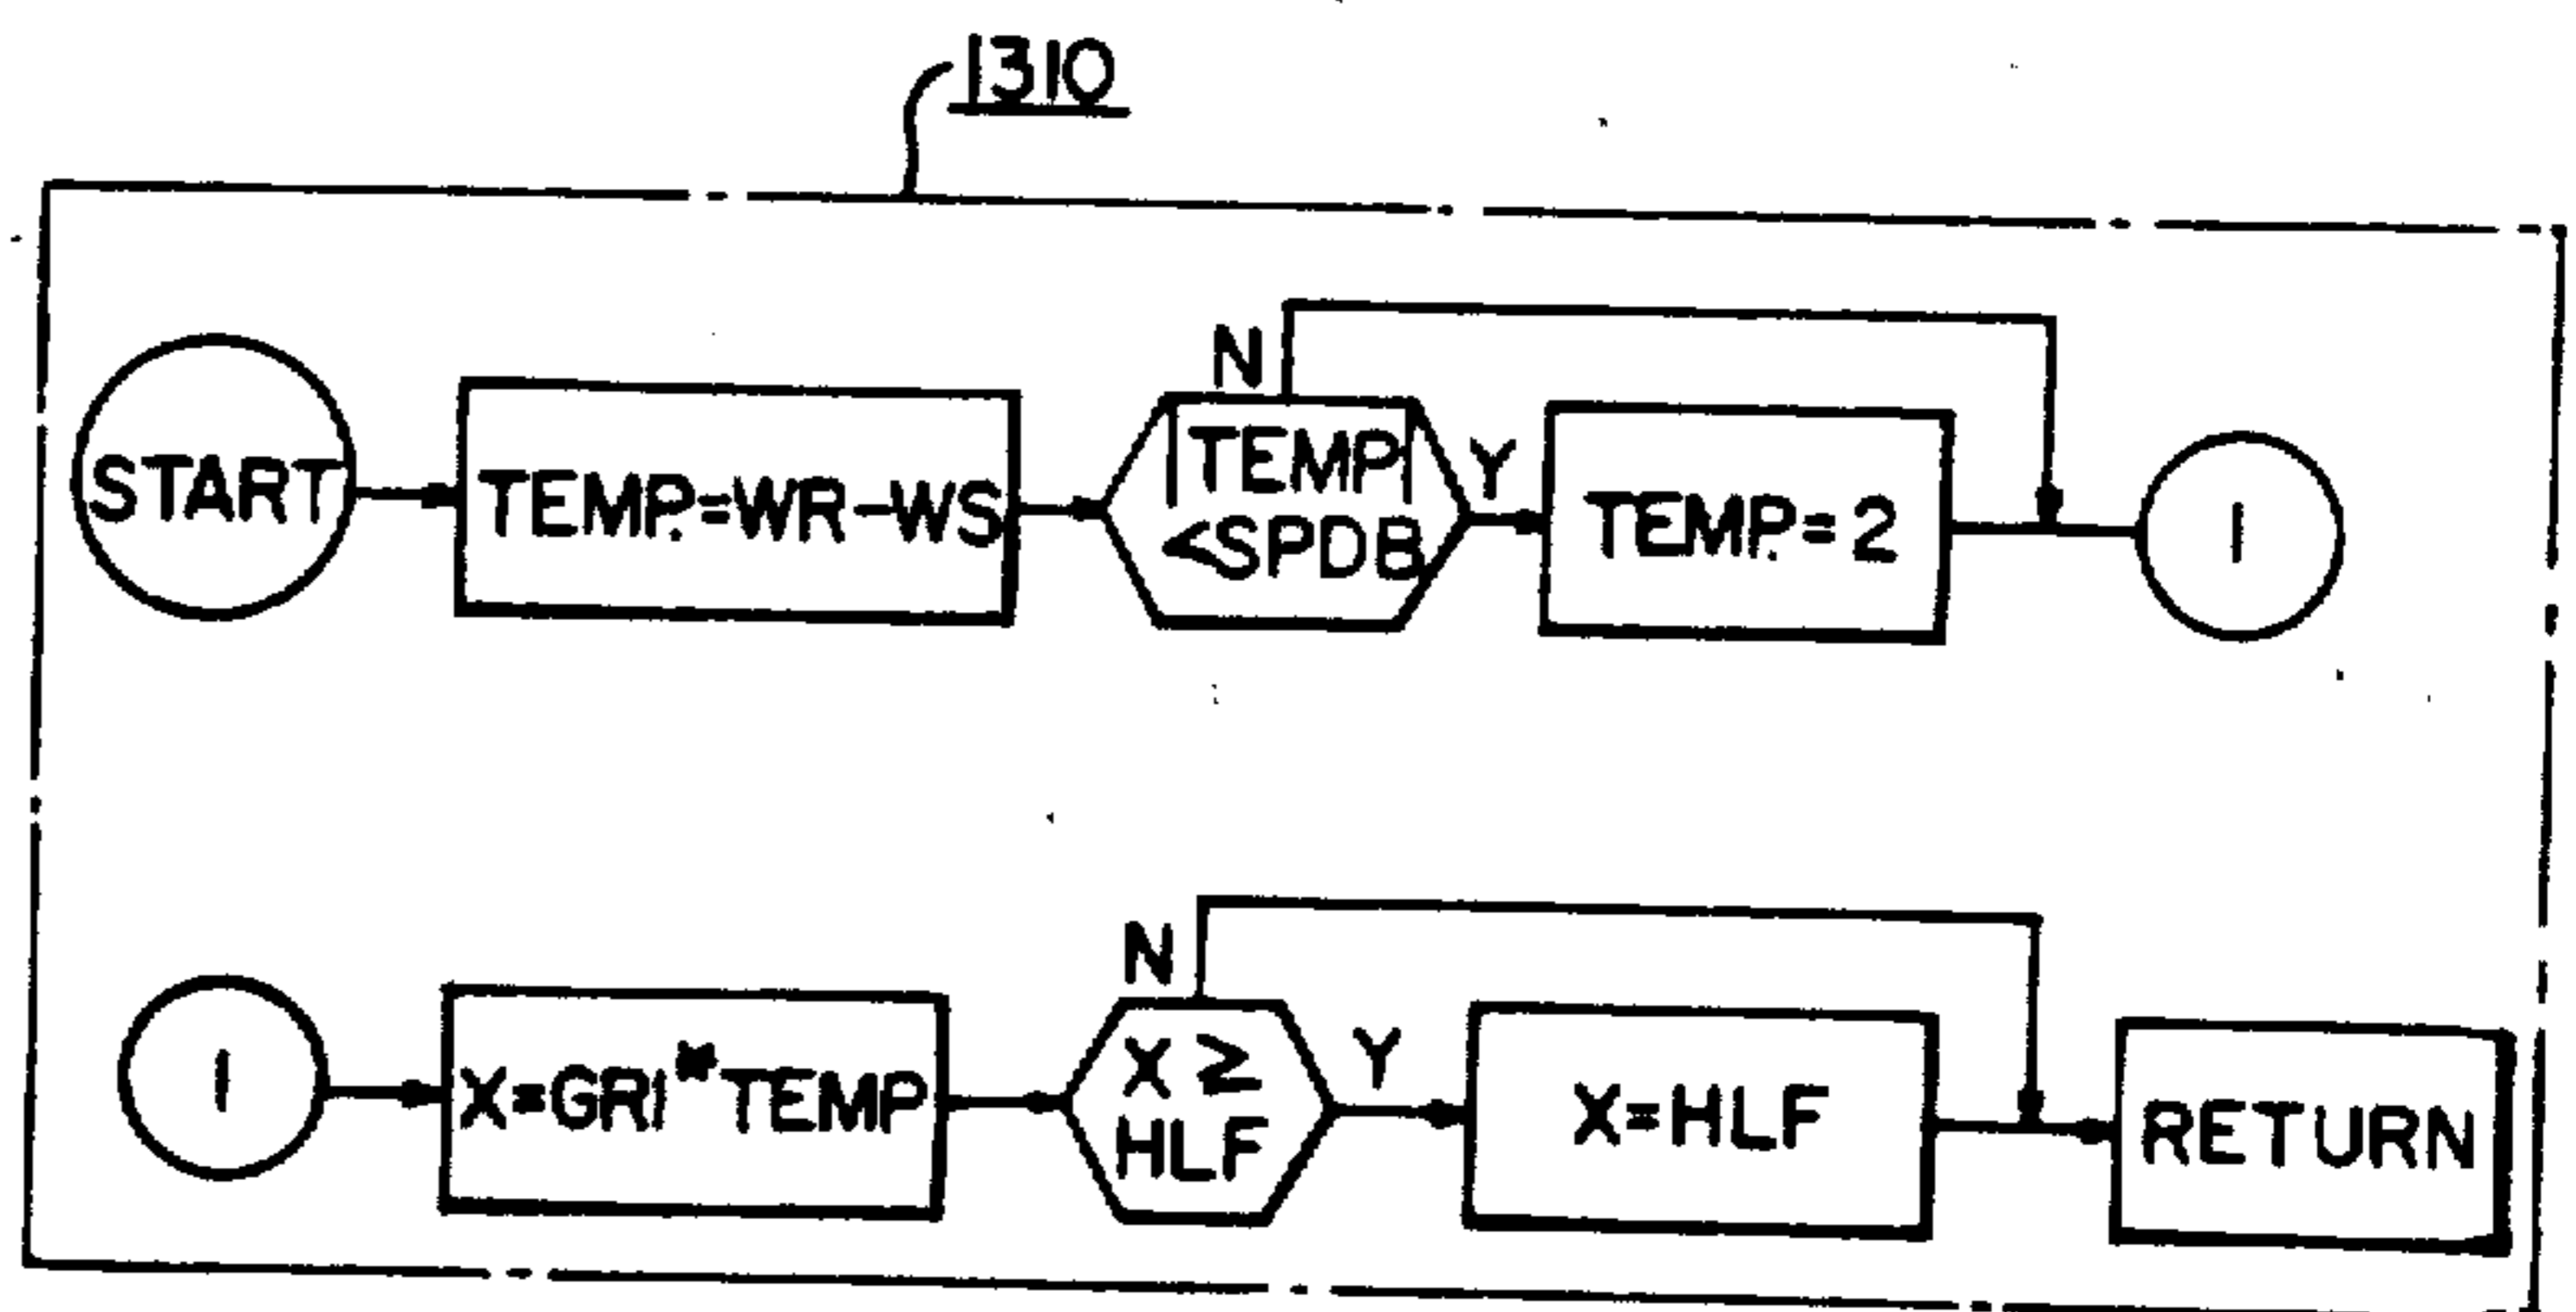 1310
START
TEMP.=WR-WS
N
|TEMP|
<SPDB
Y
TEMP.=2
1
1
X=GR1*TEMP
N
X ≥
HLF
Y
X=HLF
RETURN